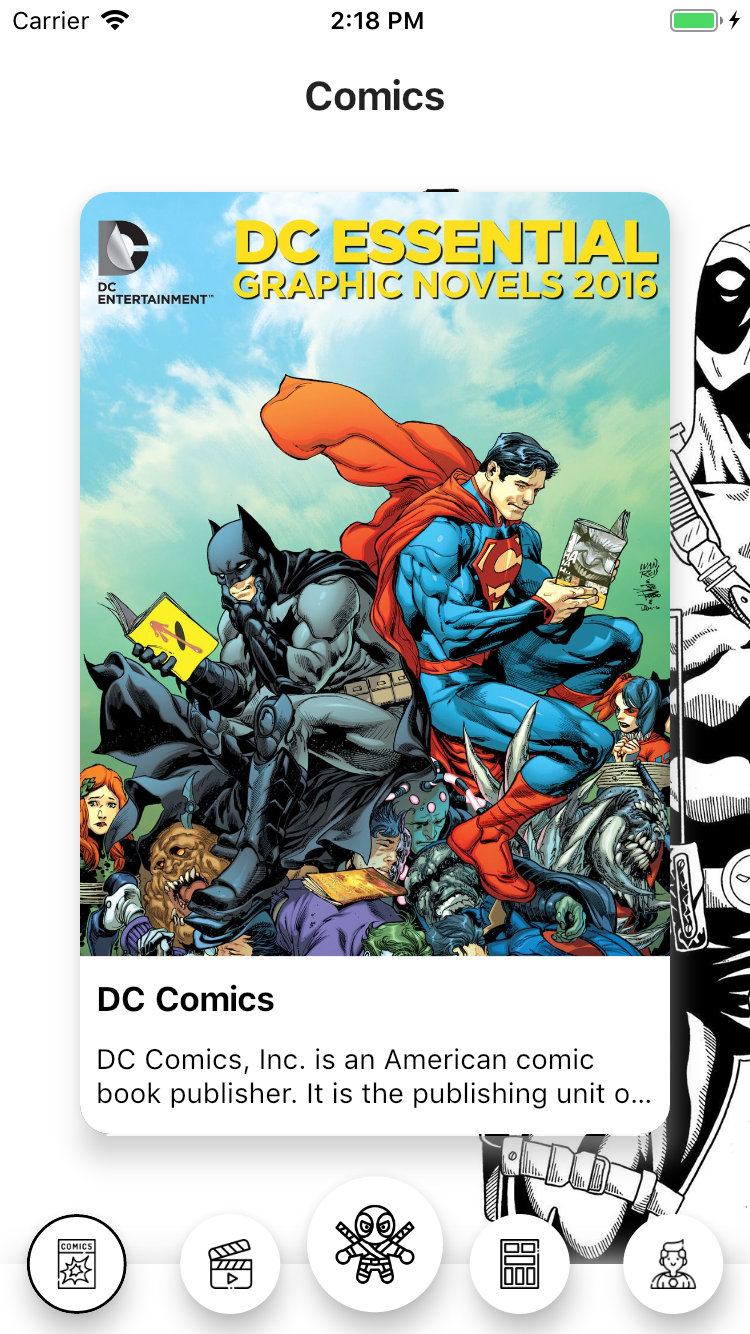 Carrier
2:18 PM
Comics
DC ESSENTIAL
GRAPHIC NOVELS 2016
DC
ENTERTAINMENT™
DC Comics
DC Comics, Inc. is an American comic
book publisher. It is the publishing unit o...
COMICS